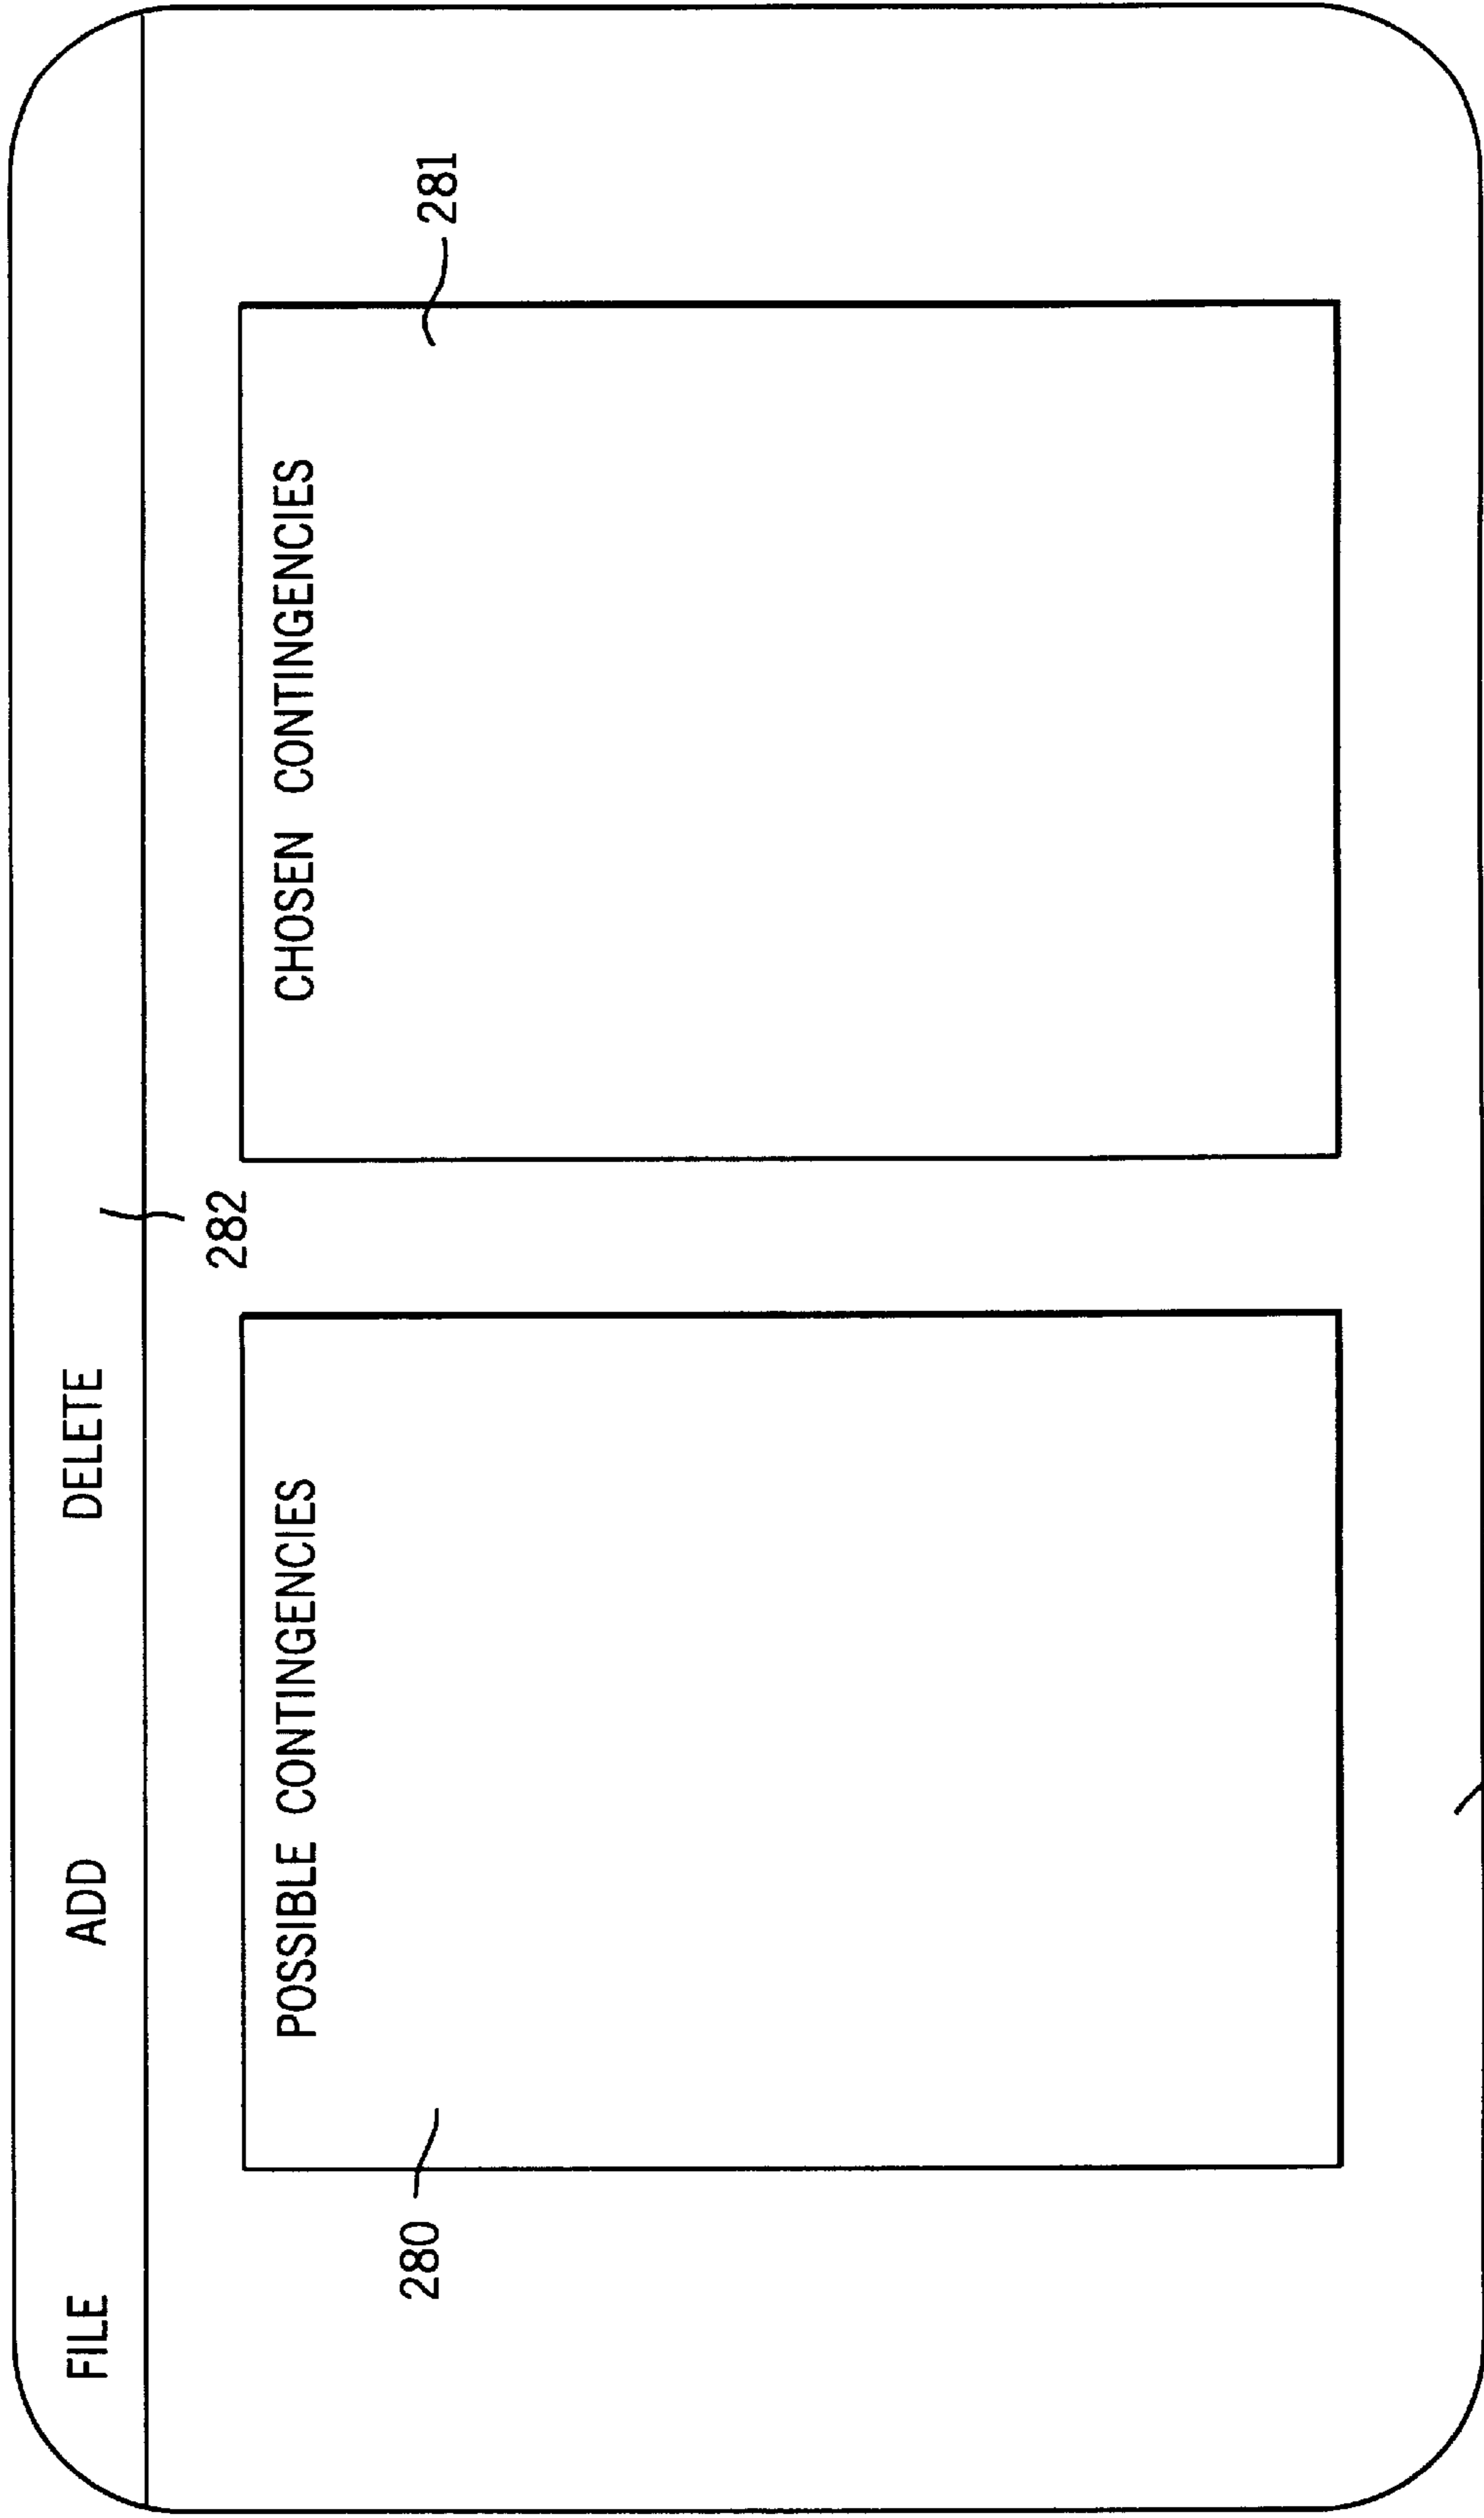 FILE ADD DELETE
282
POSSIBLE CONTINGENCIES
CHOSEN CONTINGENCIES
280
281